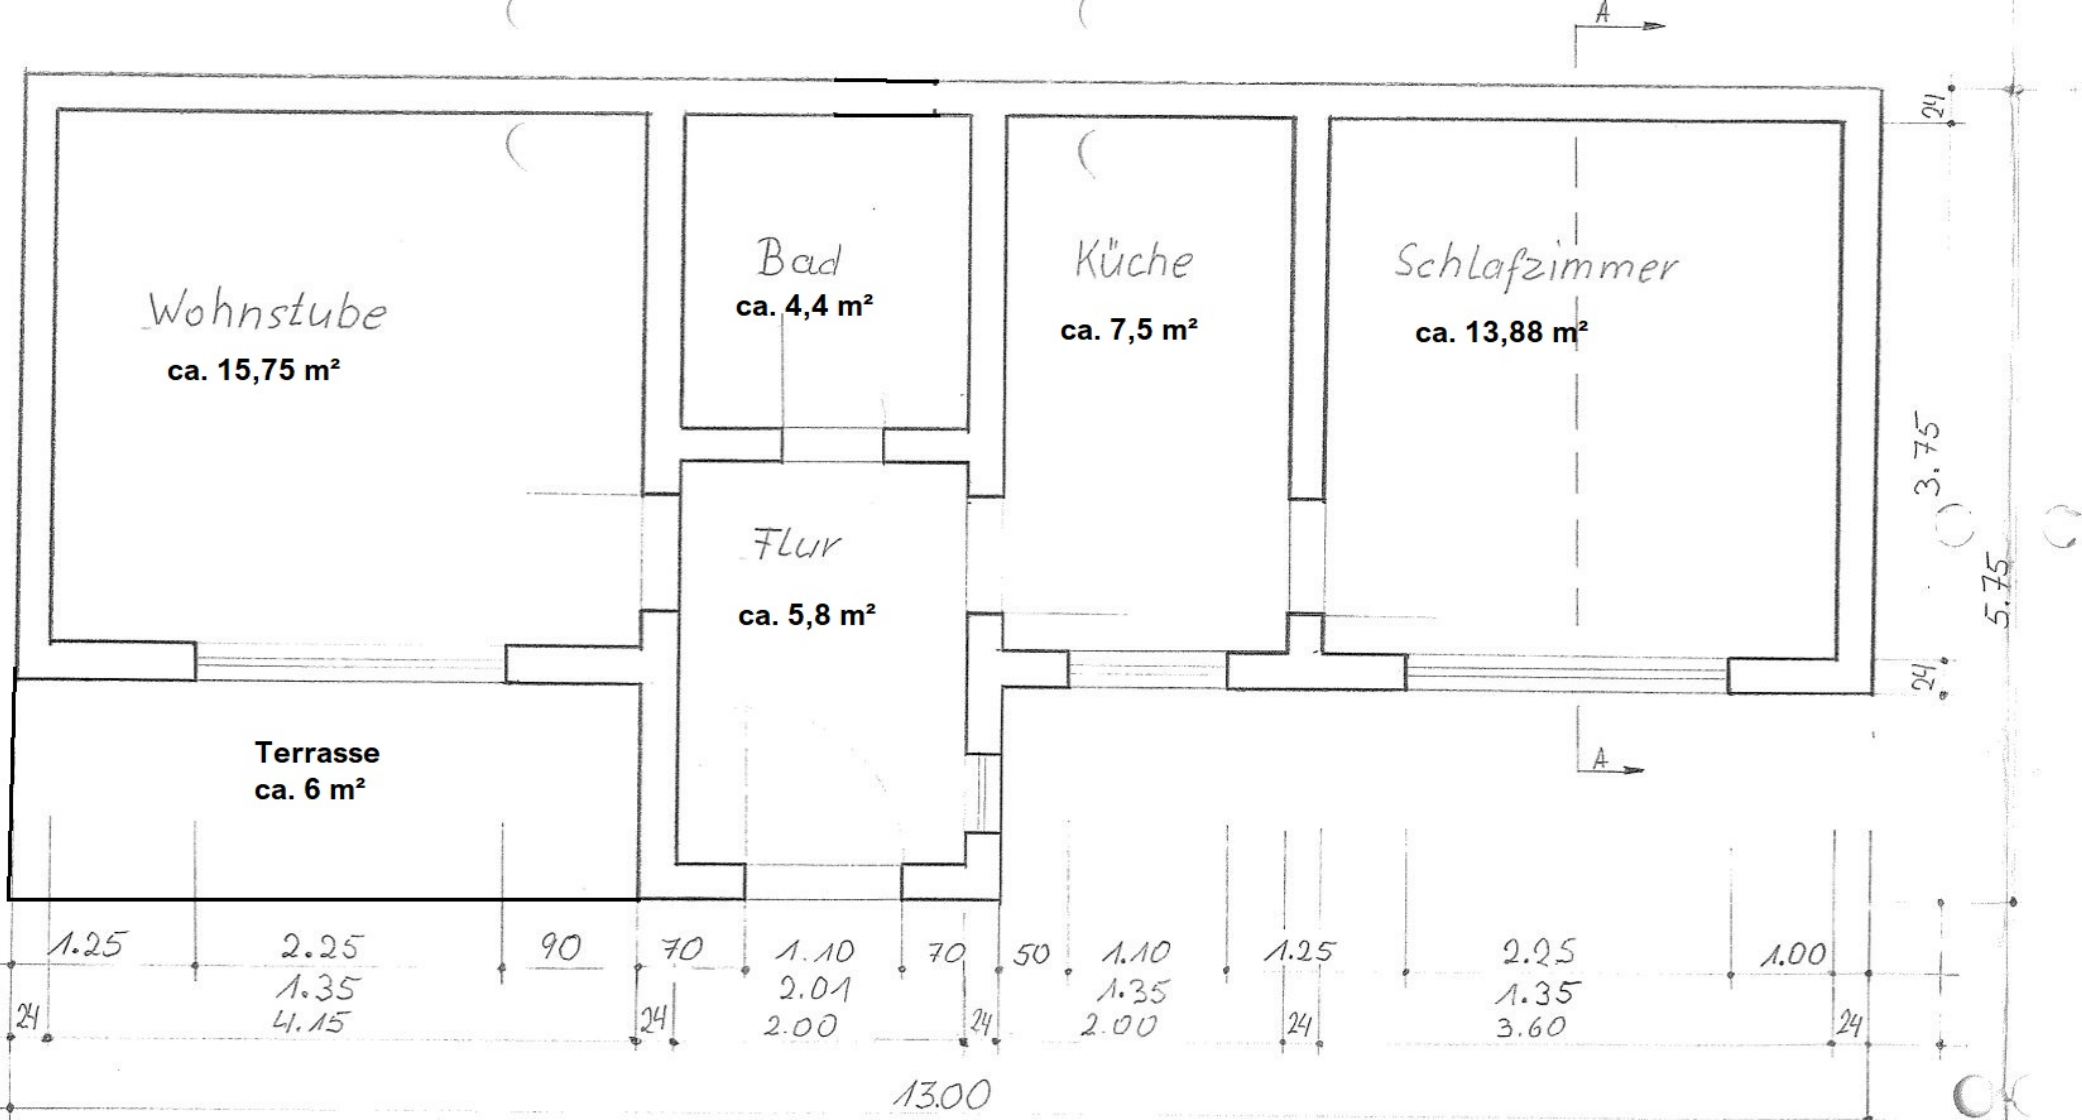 A
24
Wohnstube
ca. 15,75 m²
Bad
ca. 4,4 m²
Küche
ca. 7,5 m²
Schlafzimmer
ca. 13,88 m²
3.75
5.75
Flur
ca. 5,8 m²
24
Terrasse
ca. 6 m²
A
1.25 2.25 90 70 1.10 70 50 1.10 1.25 2.25 1.00
1.35 2.01 1.35 1.35
24 4.15 24 2.00 24 2.00 24 3.60 24
13.00